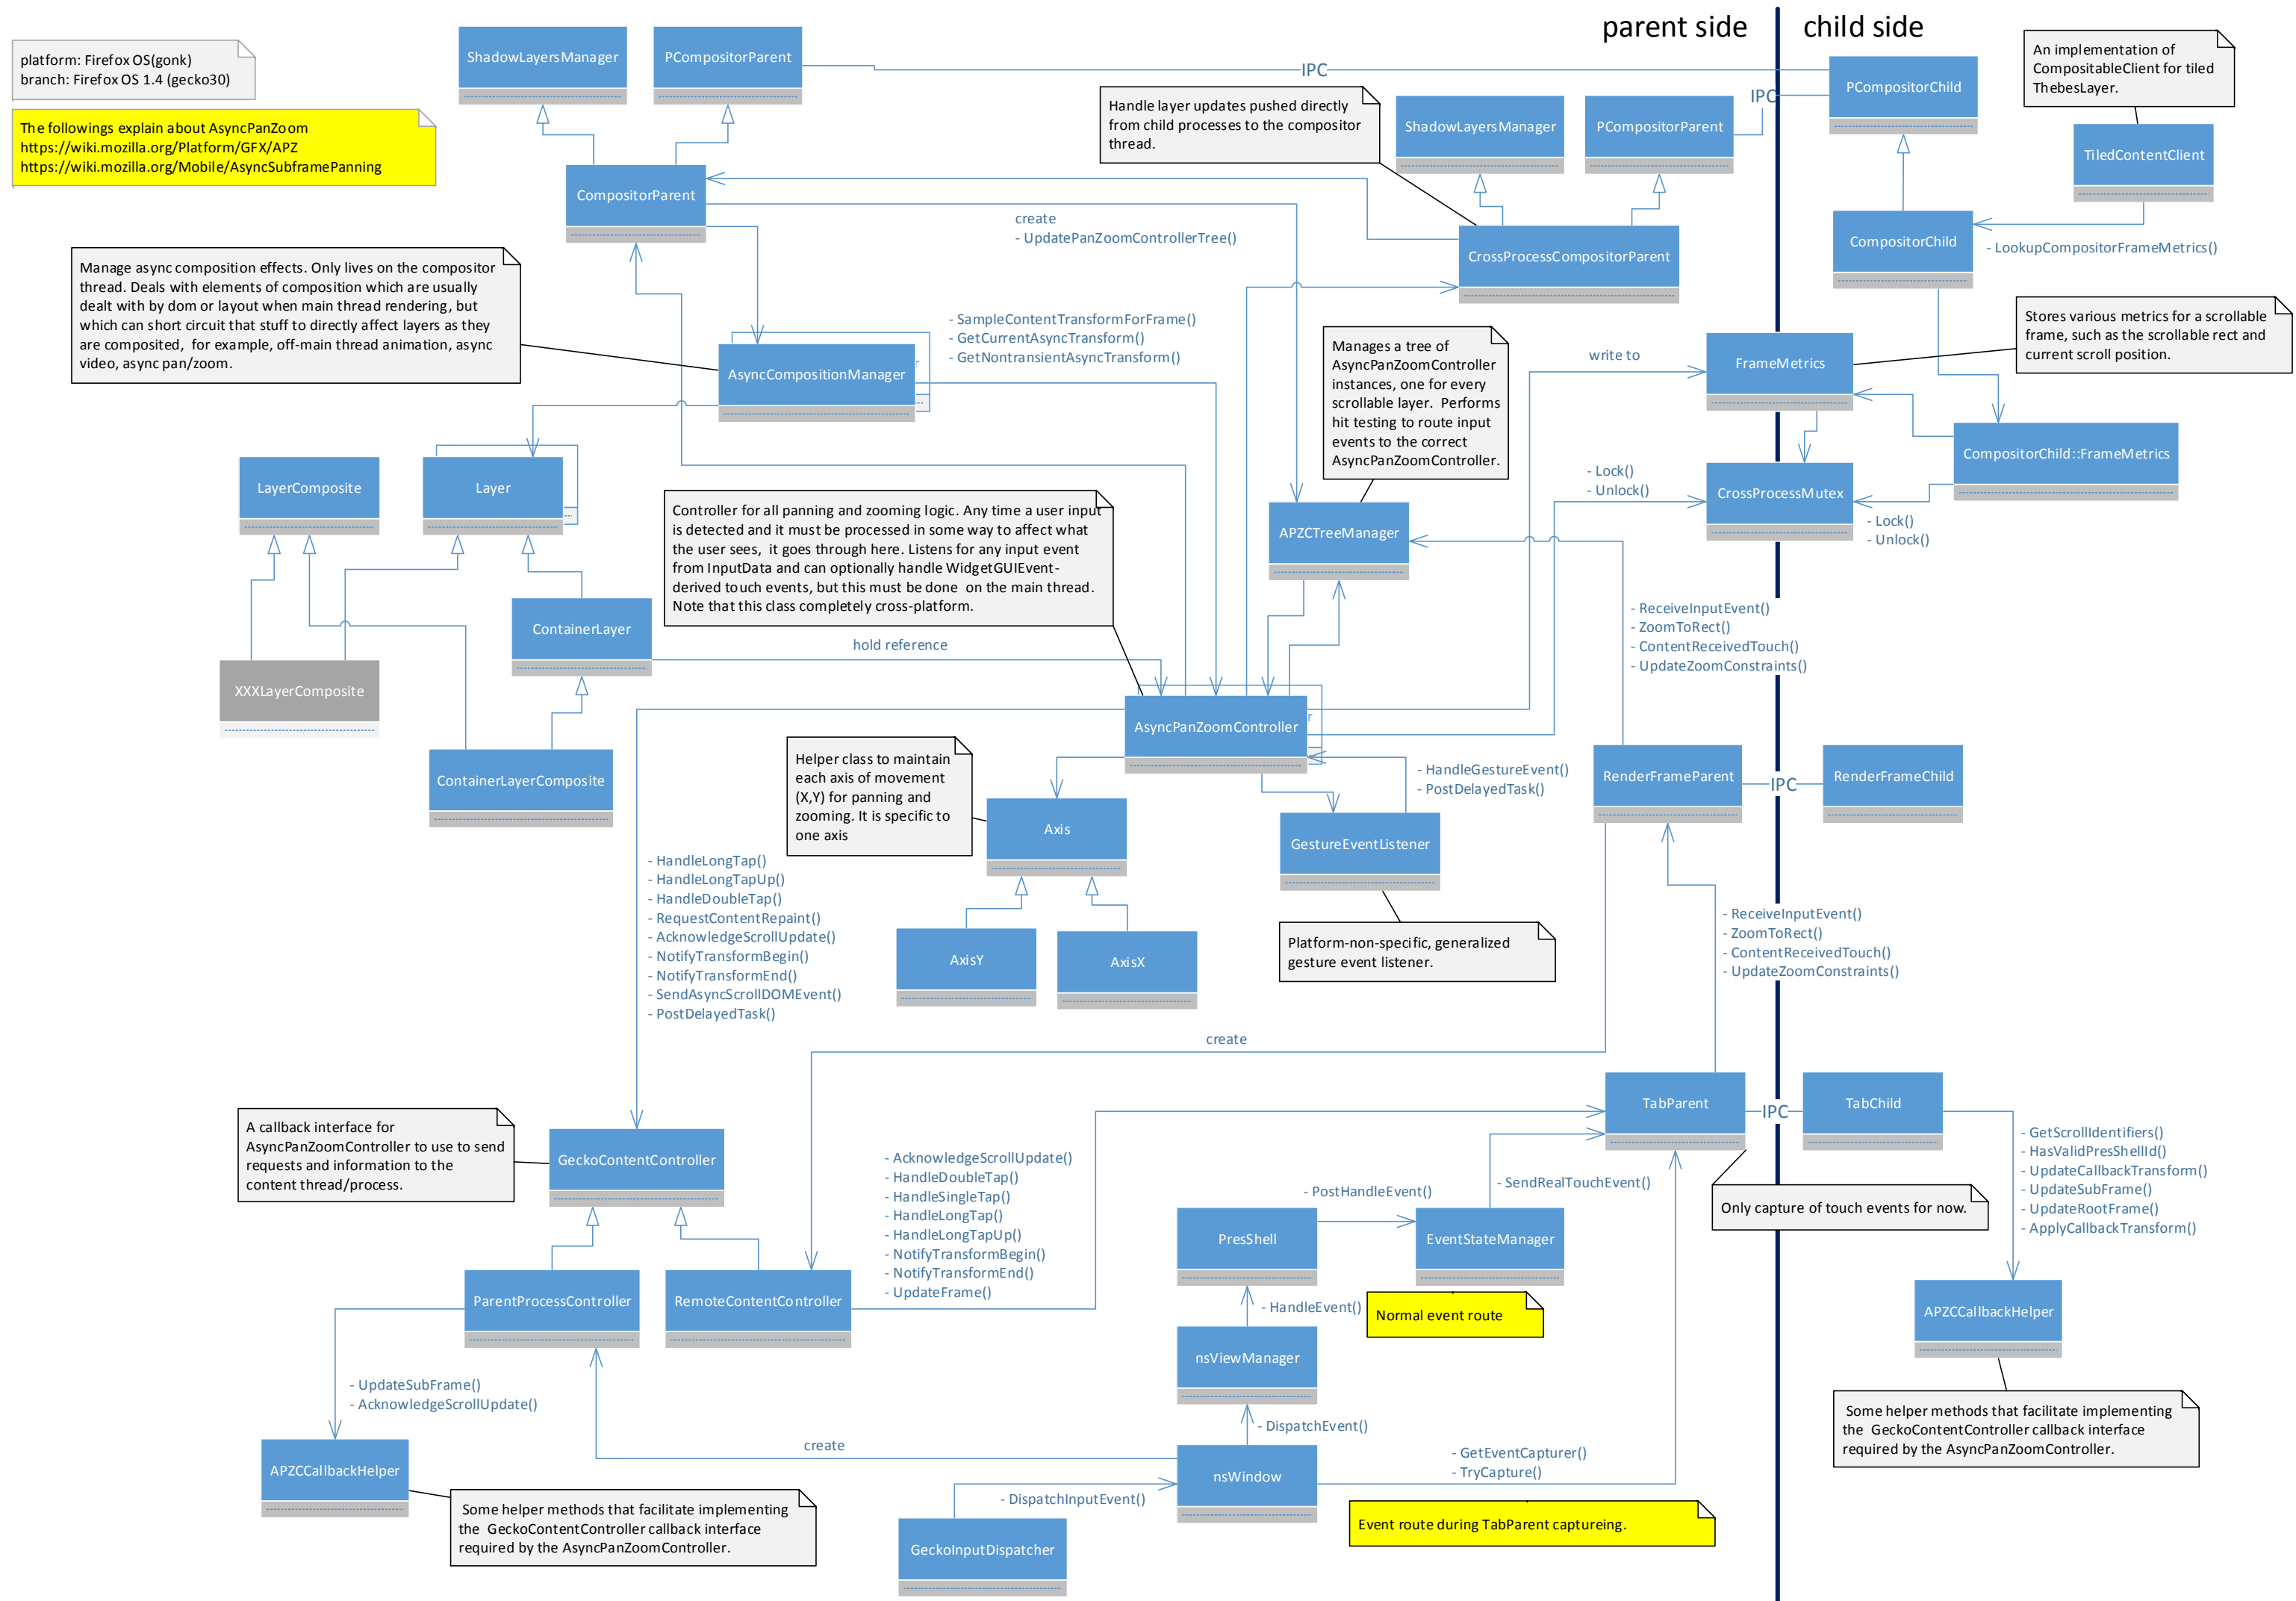 parent side
child side
platform: Firefox OS(gonk)
branch: Firefox OS 1.4 (gecko30)
The followings explain about AsyncPanZoom
https://wiki.mozilla.org/Platform/GFX/APZ
https://wiki.mozilla.org/Mobile/AsyncSubframePanning
ShadowLayersManager
PCompositorParent
IPC
IPC
Handle layer updates pushed directly
from child processes to the compositor
thread.
ShadowLayersManager
PCompositorParent
PCompositorChild
An implementation of
CompositableClient for tiled
ThebesLayer.
TiledContentClient
CompositorParent
create
- UpdatePanZoomControllerTree()
CrossProcessCompositorParent
CompositorChild
- LookupCompositorFrameMetrics()
Manage async composition effects. Only lives on the compositor
thread. Deals with elements of composition which are usually
dealt with by dom or layout when main thread rendering, but
which can short circuit that stuff to directly affect layers as they
are composited,  for example, off-main thread animation, async
video, async pan/zoom.
AsyncCompositionManager
- SampleContentTransformForFrame()
- GetCurrentAsyncTransform()
- GetNontransientAsyncTransform()
Manages a tree of
AsyncPanZoomController
instances, one for every
scrollable layer.  Performs
hit testing to route input
events to the correct
AsyncPanZoomController.
write to
FrameMetrics
Stores various metrics for a scrollable
frame, such as the scrollable rect and
current scroll position.
LayerComposite
Layer
CompositorChild::FrameMetrics
- Lock()
- Unlock()
CrossProcessMutex
- Lock()
- Unlock()
Controller for all panning and zooming logic. Any time a user input
is detected and it must be processed in some way to affect what
the user sees,  it goes through here. Listens for any input event
from InputData and can optionally handle WidgetGUIEvent-
derived touch events, but this must be done  on the main thread.
Note that this class completely cross-platform.
APZCTreeManager
ContainerLayer
hold reference
- ReceiveInputEvent()
- ZoomToRect()
- ContentReceivedTouch()
- UpdateZoomConstraints()
XXXLayerComposite
AsyncPanZoomController
r
ContainerLayerComposite
Helper class to maintain
each axis of movement
(X,Y) for panning and
zooming. It is specific to
one axis
- HandleGestureEvent()
- PostDelayedTask()
RenderFrameParent
IPC
RenderFrameChild
Axis
GestureEventListener
- HandleLongTap()
- HandleLongTapUp()
- HandleDoubleTap()
- RequestContentRepaint()
- AcknowledgeScrollUpdate()
- NotifyTransformBegin()
- NotifyTransformEnd()
- SendAsyncScrollDOMEvent()
- PostDelayedTask()
AxisY
AxisX
Platform-non-specific, generalized
gesture event listener.
- ReceiveInputEvent()
- ZoomToRect()
- ContentReceivedTouch()
- UpdateZoomConstraints()
create
TabParent
IPC
TabChild
A callback interface for
AsyncPanZoomController to use to send
requests and information to the
content thread/process.
GeckoContentController
- AcknowledgeScrollUpdate()
- HandleDoubleTap()
- HandleSingleTap()
- HandleLongTap()
- HandleLongTapUp()
- NotifyTransformBegin()
- NotifyTransformEnd()
- UpdateFrame()
- PostHandleEvent()
- SendRealTouchEvent()
Only capture of touch events for now.
- GetScrollIdentifiers()
- HasValidPresShellId()
- UpdateCallbackTransform()
- UpdateSubFrame()
- UpdateRootFrame()
- ApplyCallbackTransform()
PresShell
EventStateManager
ParentProcessController
RemoteContentController
- HandleEvent()
Normal event route
APZCCallbackHelper
nsViewManager
- UpdateSubFrame()
- AcknowledgeScrollUpdate()
Some helper methods that facilitate implementing
the  GeckoContentController callback interface
required by the AsyncPanZoomController.
- DispatchEvent()
create
- GetEventCapturer()
- TryCapture()
APZCCallbackHelper
nsWindow
- DispatchInputEvent()
Some helper methods that facilitate implementing
the  GeckoContentController callback interface
required by the AsyncPanZoomController.
Event route during TabParent captureing.
GeckoInputDispatcher